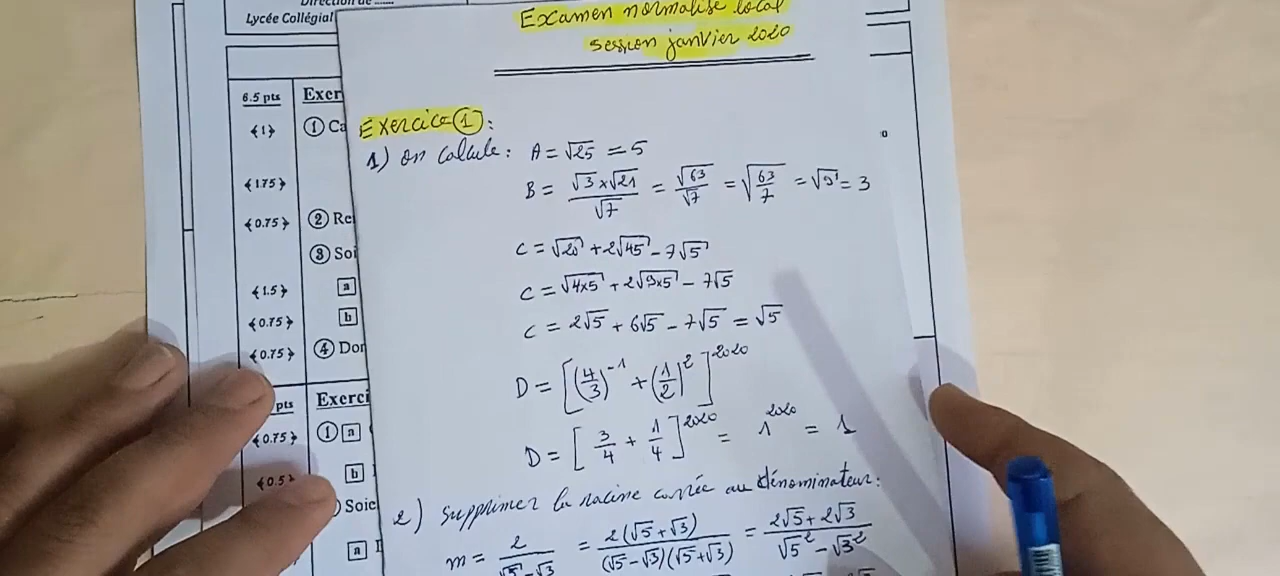 Direction de .......
Lycée Collégial
Examen normalisé local
session janvier 2020
6.5 pts
Exer
Exercice 1 :
⟨1⟩
① Ca
1) on calcule : A = √25 = 5
⟨1.75⟩
B = (√3 × √21)/√7 = √63/√7 = √(63/7) = √9 = 3
⟨0.75⟩
② Re
③ Soi
C = √20 + 2√45 - 7√5
⟨1.5⟩
a
C = √(4×5) + 2√(9×5) - 7√5
⟨0.75⟩
b
C = 2√5 + 6√5 - 7√5 = √5
⟨0.75⟩
④ Don
D = [(4/3)^-1 + (1/2)^2]^2020
pts
Exerci
⟨0.75⟩
① a
D = [3/4 + 1/4]^2020 = 1^2020 = 1
⟨0.5⟩
b
2) supprimer la racine carrée au dénominateur :
Soie
a
m = 2/(√5 - √3) = 2(√5 + √3)/((√5 - √3)(√5 + √3)) = (2√5 + 2√3)/(√5² - √3²)